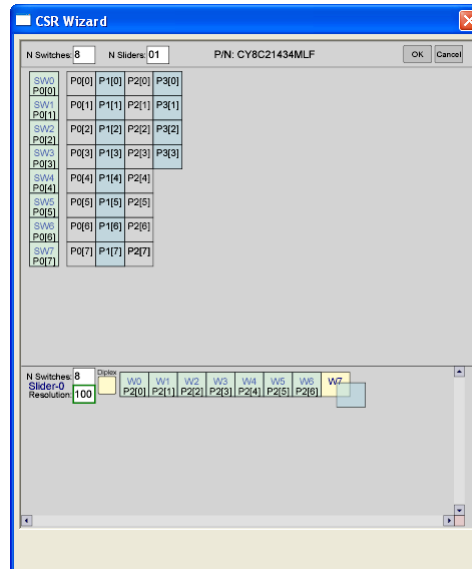 CSR Wizard
N Switches: 8 N Sliders: 01 P/N: CY8C21434MLF OK Cancel
SW0 P0[0] P1[0] P2[0] P3[0]
P0[0]
SW1 P0[1] P1[1] P2[1] P3[1]
P0[1]
SW2 P0[2] P1[2] P2[2] P3[2]
P0[2]
SW3 P0[3] P1[3] P2[3] P3[3]
P0[3]
SW4 P0[4] P1[4] P2[4]
P0[4]
SW5 P0[5] P1[5] P2[5]
P0[5]
SW6 P0[6] P1[6] P2[6]
P0[6]
SW7 P0[7] P1[7] P2[7]
P0[7]
N Switches: 8 Diplex
Slider-0 W0 W1 W2 W3 W4 W5 W6 W7
Resolution: 100 P2[0] P2[1] P2[2] P2[3] P2[4] P2[5] P2[6]